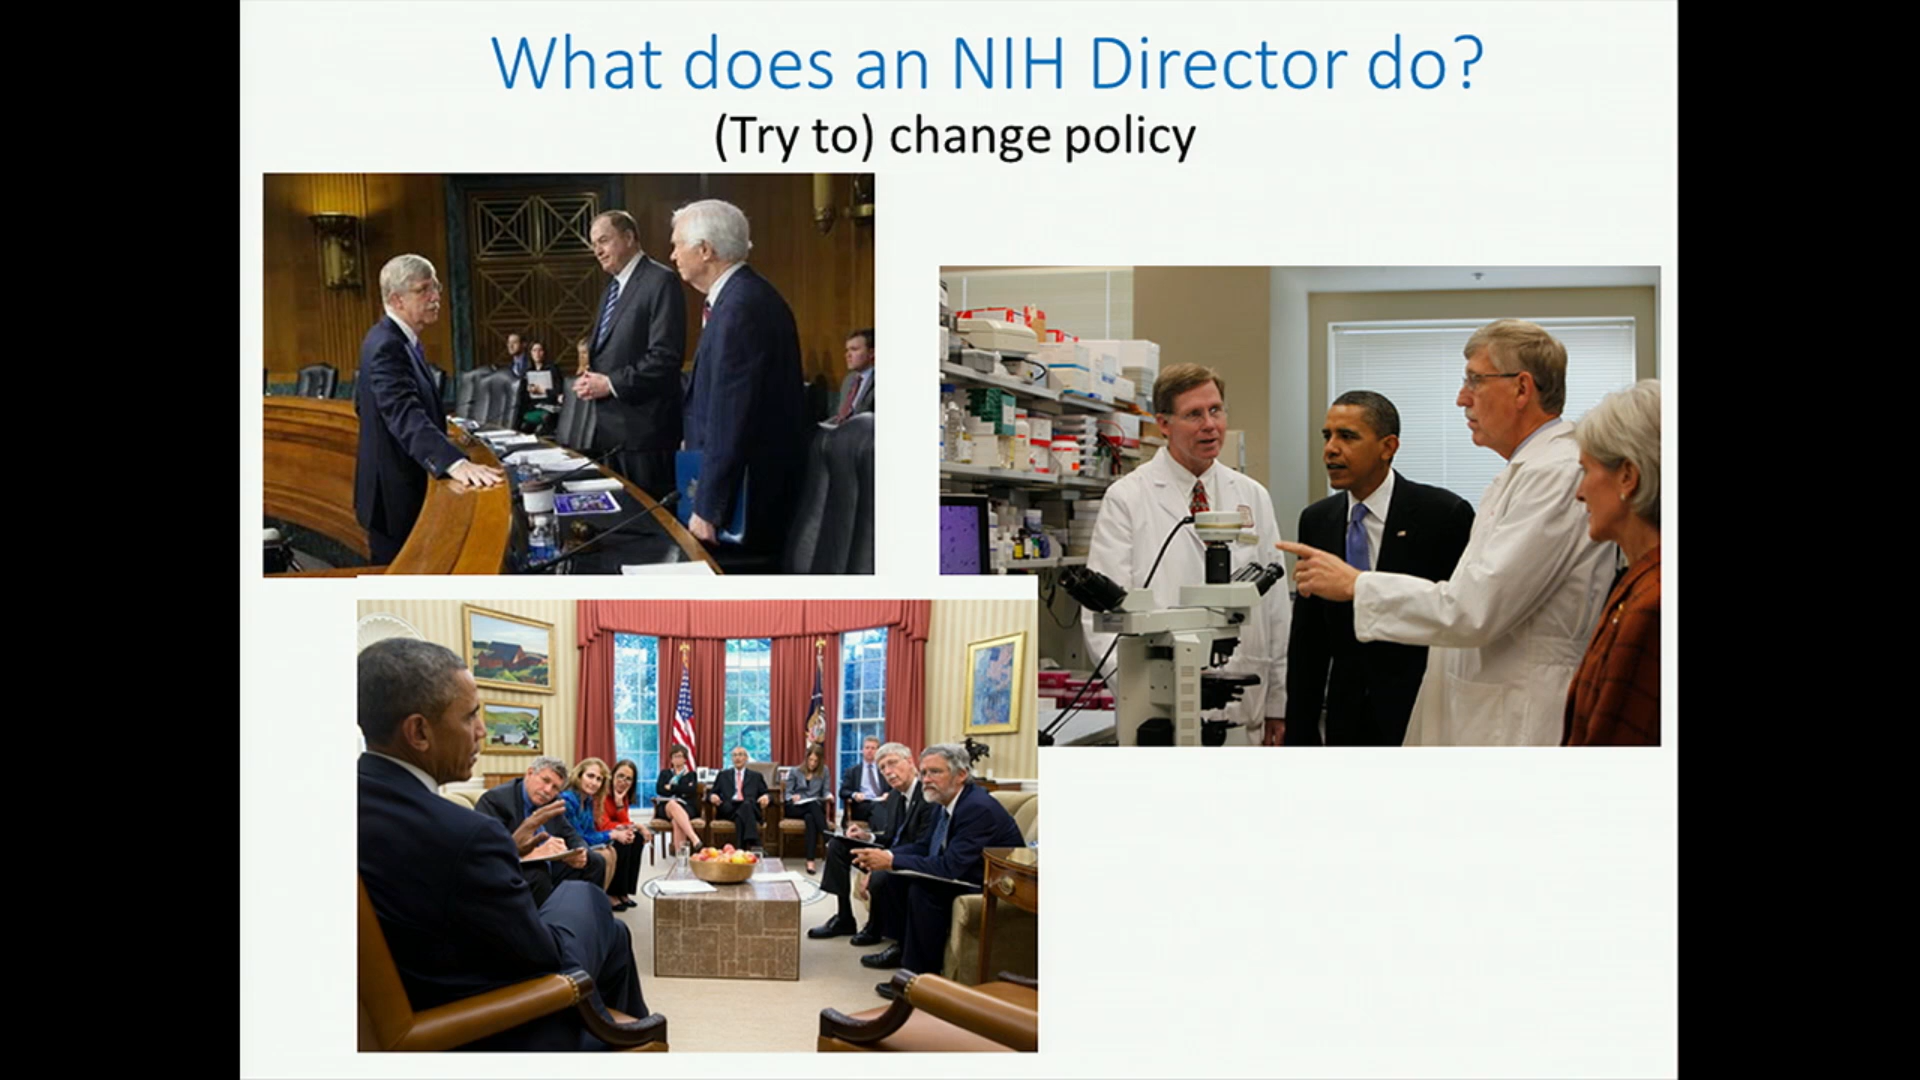 What does an NIH Director do?
(Try to) change policy